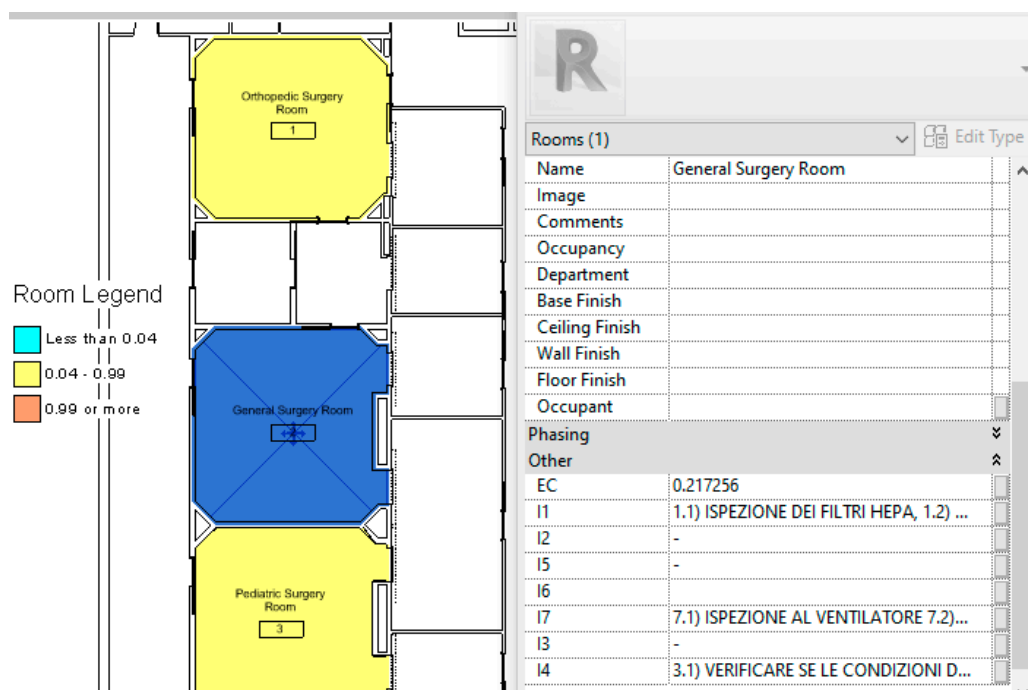 Orthopedic Surgery
Room
1
Room Legend
Less than 0.04
0.04 - 0.99
0.99 or more
General Surgery Room
Pediatric Surgery
Room
3
R
Rooms (1)
Edit Type
Name General Surgery Room
Image
Comments
Occupancy
Department
Base Finish
Ceiling Finish
Wall Finish
Floor Finish
Occupant
Phasing
Other
EC 0.217256
I1 1.1) ISPEZIONE DEI FILTRI HEPA, 1.2) ...
I2 -
I5 -
I6
I7 7.1) ISPEZIONE AL VENTILATORE 7.2)...
I3 -
I4 3.1) VERIFICARE SE LE CONDIZIONI D...